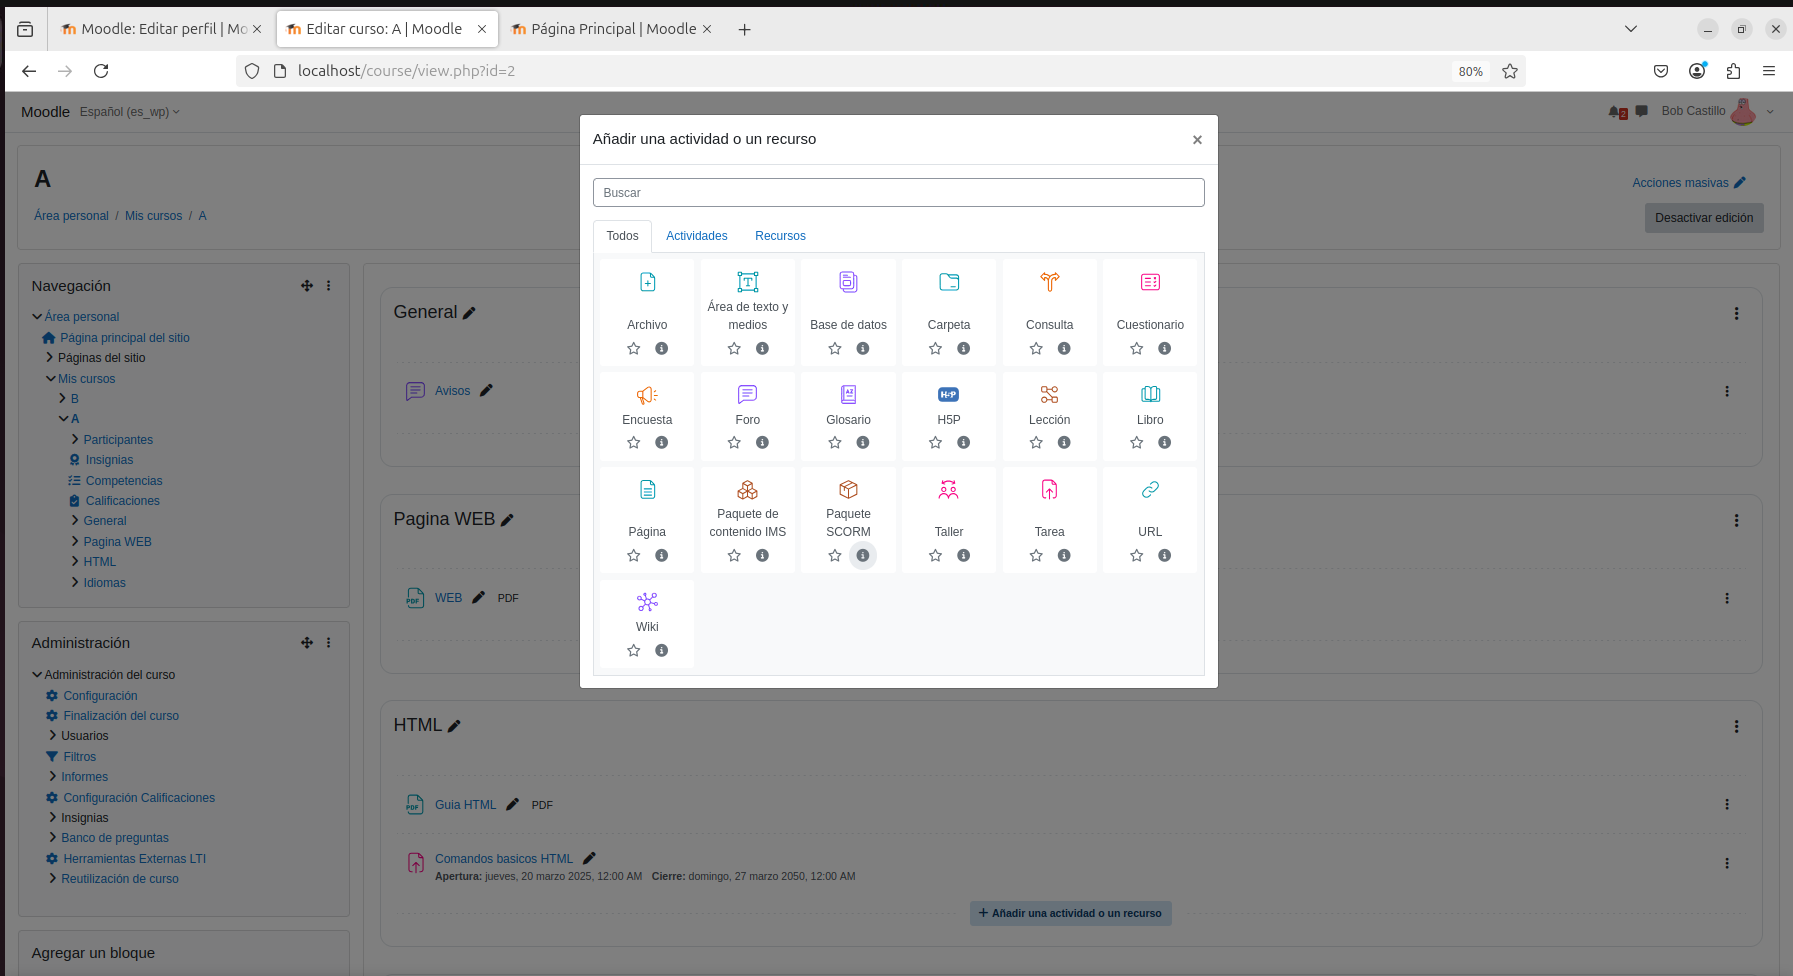 Moodle: Editar perfil | Mo
Editar curso: A | Moodle
Página Principal | Moodle
localhost/course/view.php?id=2
80%
Moodle Español (es_wp)
2
Bob Castillo
A
Área personal / Mis cursos / A
Acciones masivas
Desactivar edición
Navegación
Área personal
Página principal del sitio
Páginas del sitio
Mis cursos
B
A
Participantes
Insignias
Competencias
Calificaciones
General
Pagina WEB
HTML
Idiomas
Administración
Administración del curso
Configuración
Finalización del curso
Usuarios
Filtros
Informes
Configuración Calificaciones
Insignias
Banco de preguntas
Herramientas Externas LTI
Reutilización de curso
Agregar un bloque
General
Avisos
Pagina WEB
WEB PDF
HTML
Guia HTML PDF
Comandos basicos HTML
Apertura: jueves, 20 marzo 2025, 12:00 AM Cierre: domingo, 27 marzo 2050, 12:00 AM
+ Añadir una actividad o un recurso
Añadir una actividad o un recurso
Buscar
Todos Actividades Recursos
Archivo
Área de texto y
medios
Base de datos
Carpeta
Consulta
Cuestionario
Encuesta
Foro
Glosario
H5P
H5P
Lección
Libro
Página
Paquete de
contenido IMS
Paquete
SCORM
Taller
Tarea
URL
Wiki